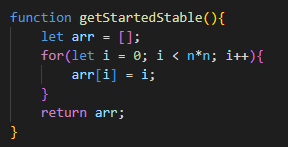 function getStartedStable(){
    let arr = [];
    for(let i = 0; i < n*n; i++){
        arr[i] = i;
    }
    return arr;
}